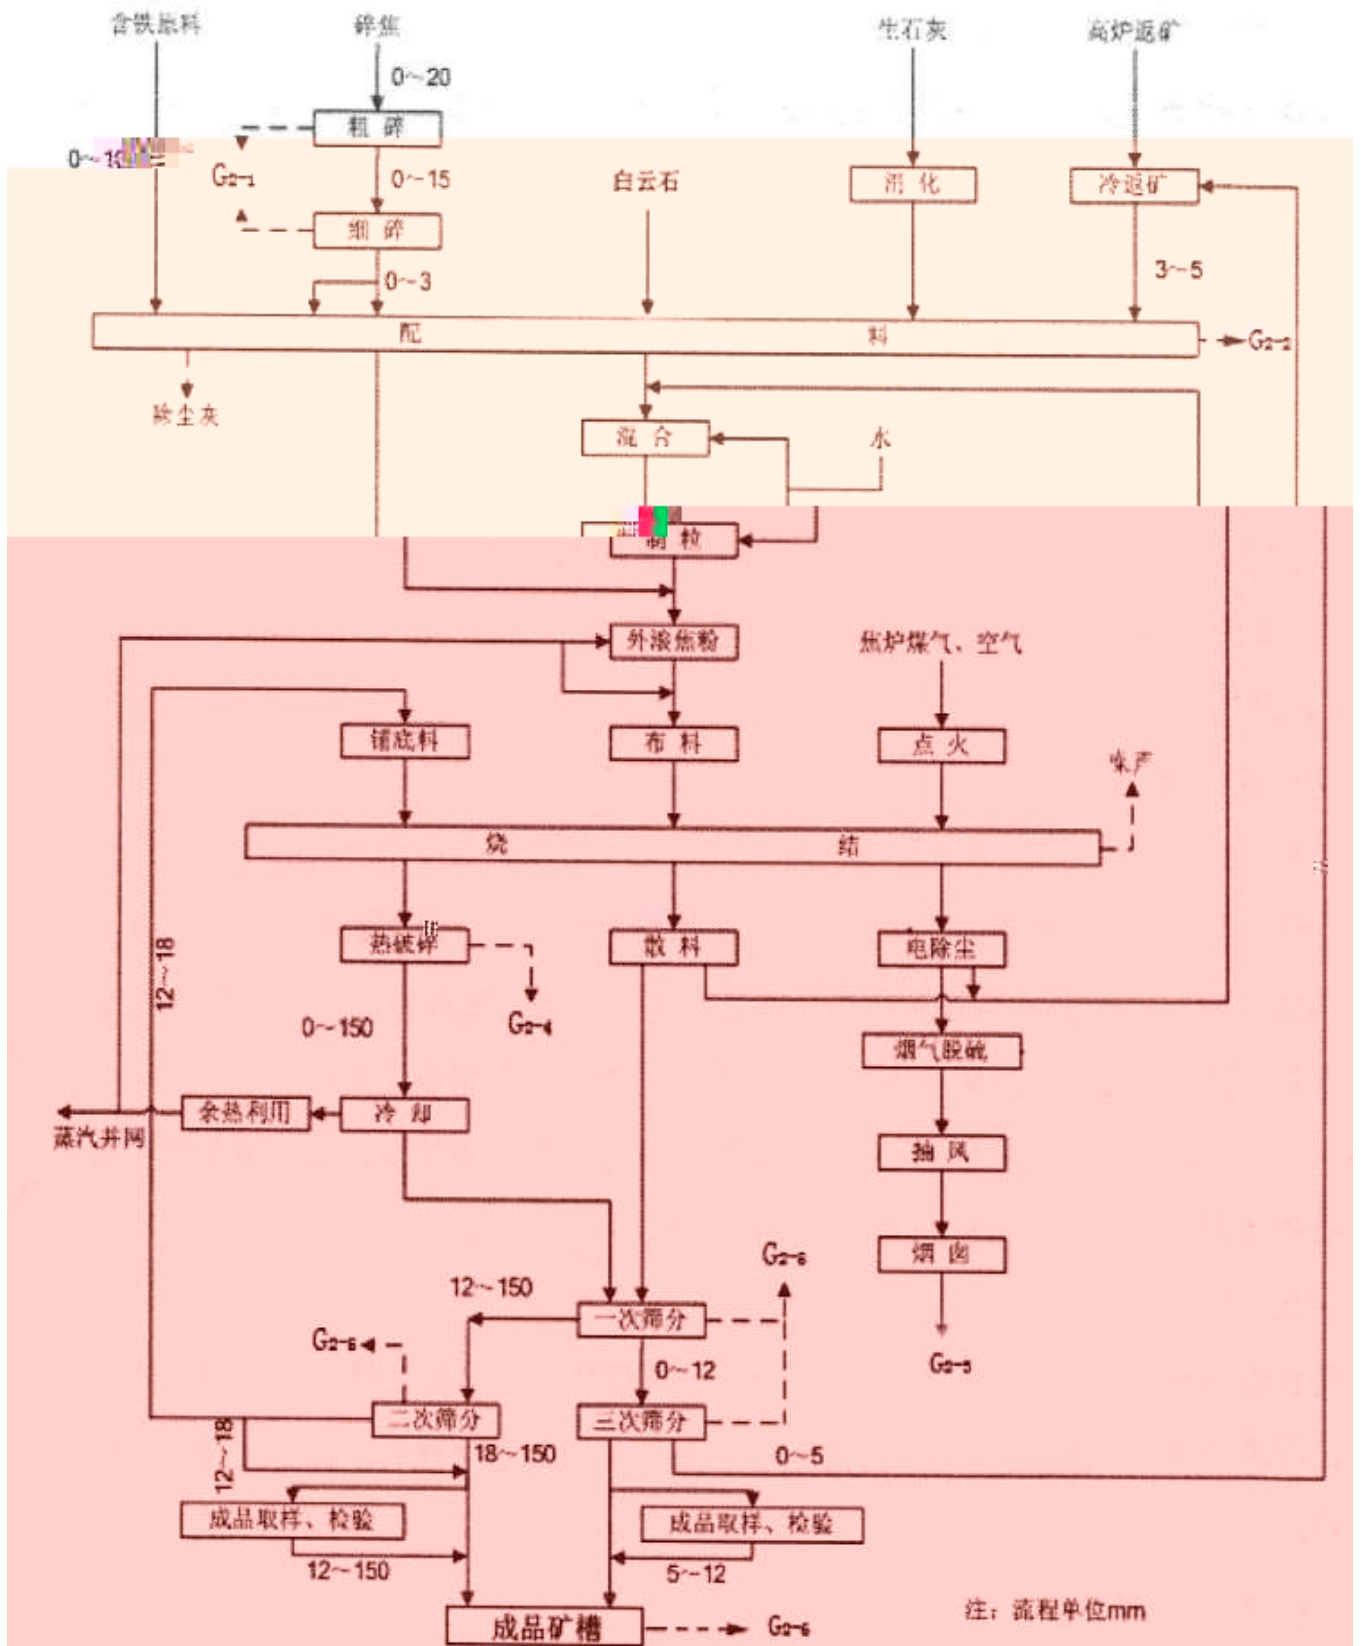 含铁原料
碎焦
生石灰
高炉返矿
0～20
粗碎
G2-1
0～15
白云石
消化
冷返矿
细碎
0～3
3～5
配料
G2-2
除尘灰
混合
水
制粒
外滚焦粉
焦炉煤气、空气
铺底料
布料
点火
噪声
烧结
热破碎
散料
电除尘
12～18
G2-4
0～150
烟气脱硫
余热利用
冷却
蒸汽并网
抽风
烟囱
G2-6
12～150
一次筛分
G2-6
0～12
G2-3
二次筛分
三次筛分
12～18
18～150
0～5
成品取样、检验
成品取样、检验
12～150
5～12
注：流程单位mm
成品矿槽
G2-6